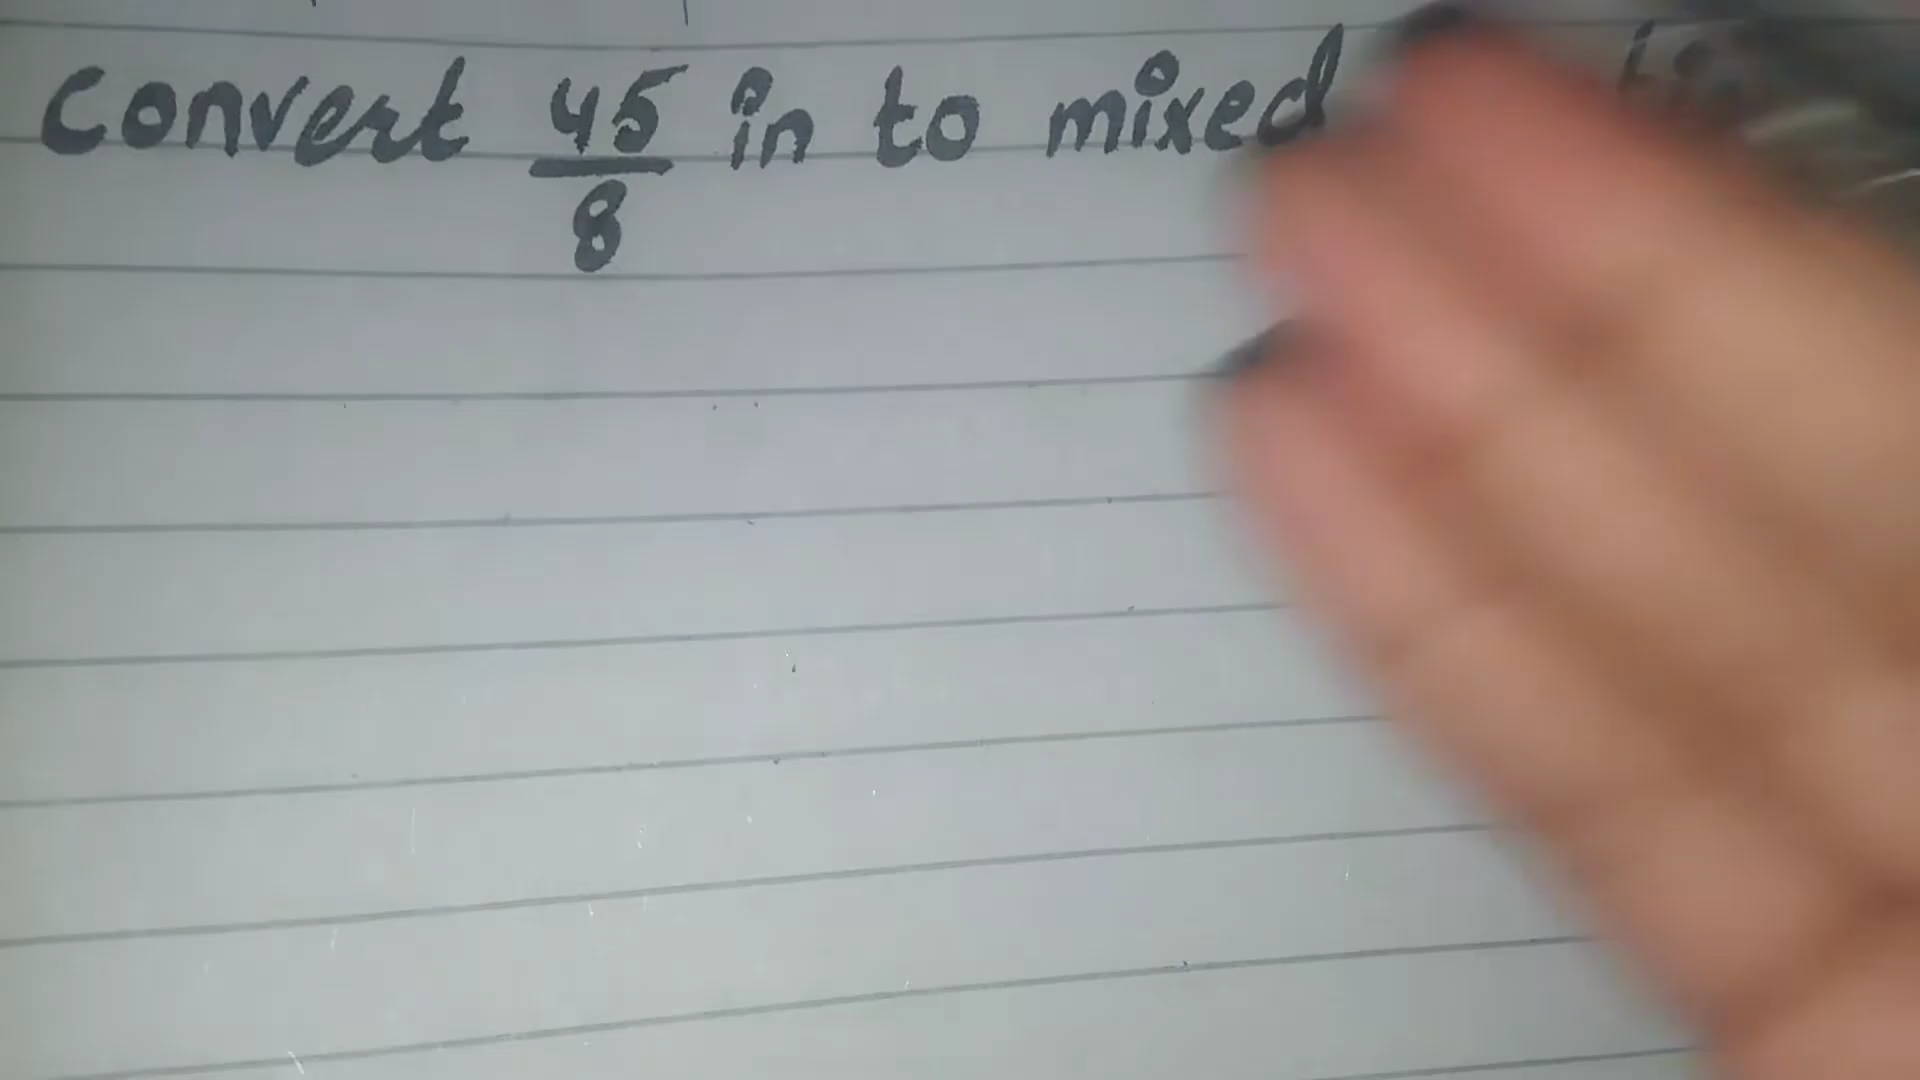 convert 45/8 in to mixed